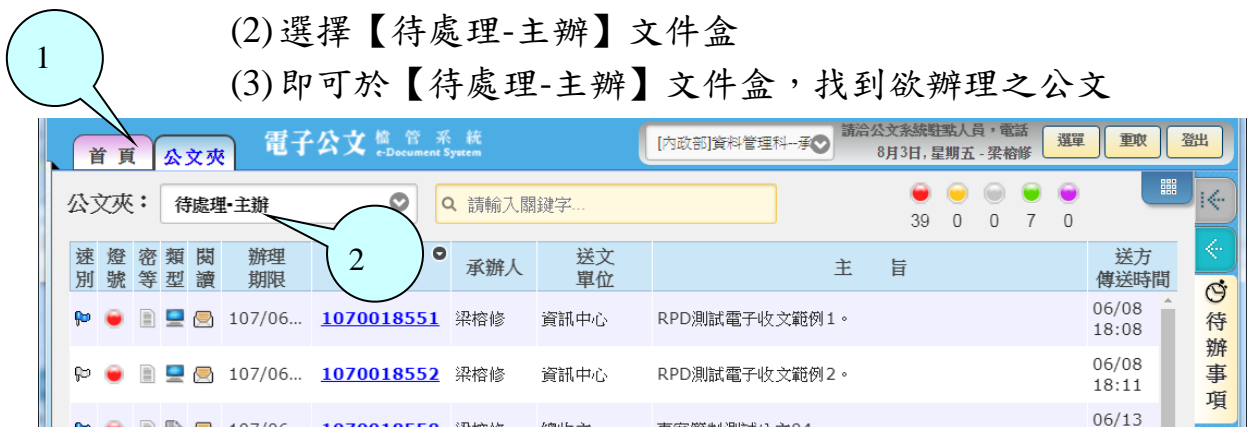 (2)選擇【待處理-主辦】文件盒
(3)即可於【待處理-主辦】文件盒，找到欲辦理之公文
1
首頁 公文夾 電子公文 檔管系統 e-Document System
[內政部]資料管理科--承
請洽公文系統駐點人員，電話
8月3日, 星期五 - 梁榕修
選單 重取 登出
公文夾： 待處理-主辦 請輸入關鍵字...
39 0 0 7 0
2
速別 燈號 密等 類型 閱讀 辦理期限 承辦人 送文單位 主旨 送方傳送時間
107/06... 1070018551 梁榕修 資訊中心 RPD測試電子收文範例1。 06/08 18:08
107/06... 1070018552 梁榕修 資訊中心 RPD測試電子收文範例2。 06/08 18:11
06/13
待辦事項